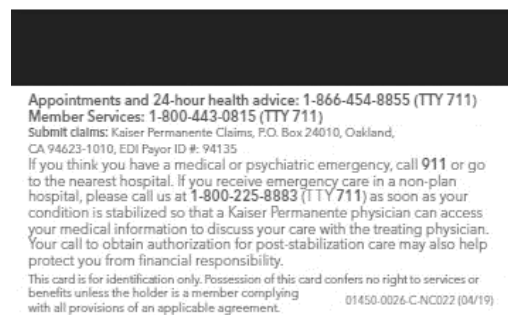 Appointments and 24-hour health advice: 1-866-454-8855 (TTY 711)
Member Services: 1-800-443-0815 (TTY 711)
Submit claims: Kaiser Permanente Claims, P.O. Box 24010, Oakland,
CA 94623-1010, EDI Payor ID #: 94135
If you think you have a medical or psychiatric emergency, call 911 or go
to the nearest hospital. If you receive emergency care in a non-plan
hospital, please call us at 1-800-225-8883 (TTY 711) as soon as your
condition is stabilized so that a Kaiser Permanente physician can access
your medical information to discuss your care with the treating physician.
Your call to obtain authorization for post-stabilization care may also help
protect you from financial responsibility.
This card is for identification only. Possession of this card confers no right to services or
benefits unless the holder is a member complying
with all provisions of an applicable agreement.
01450-0026-C-NC022 (04/19)